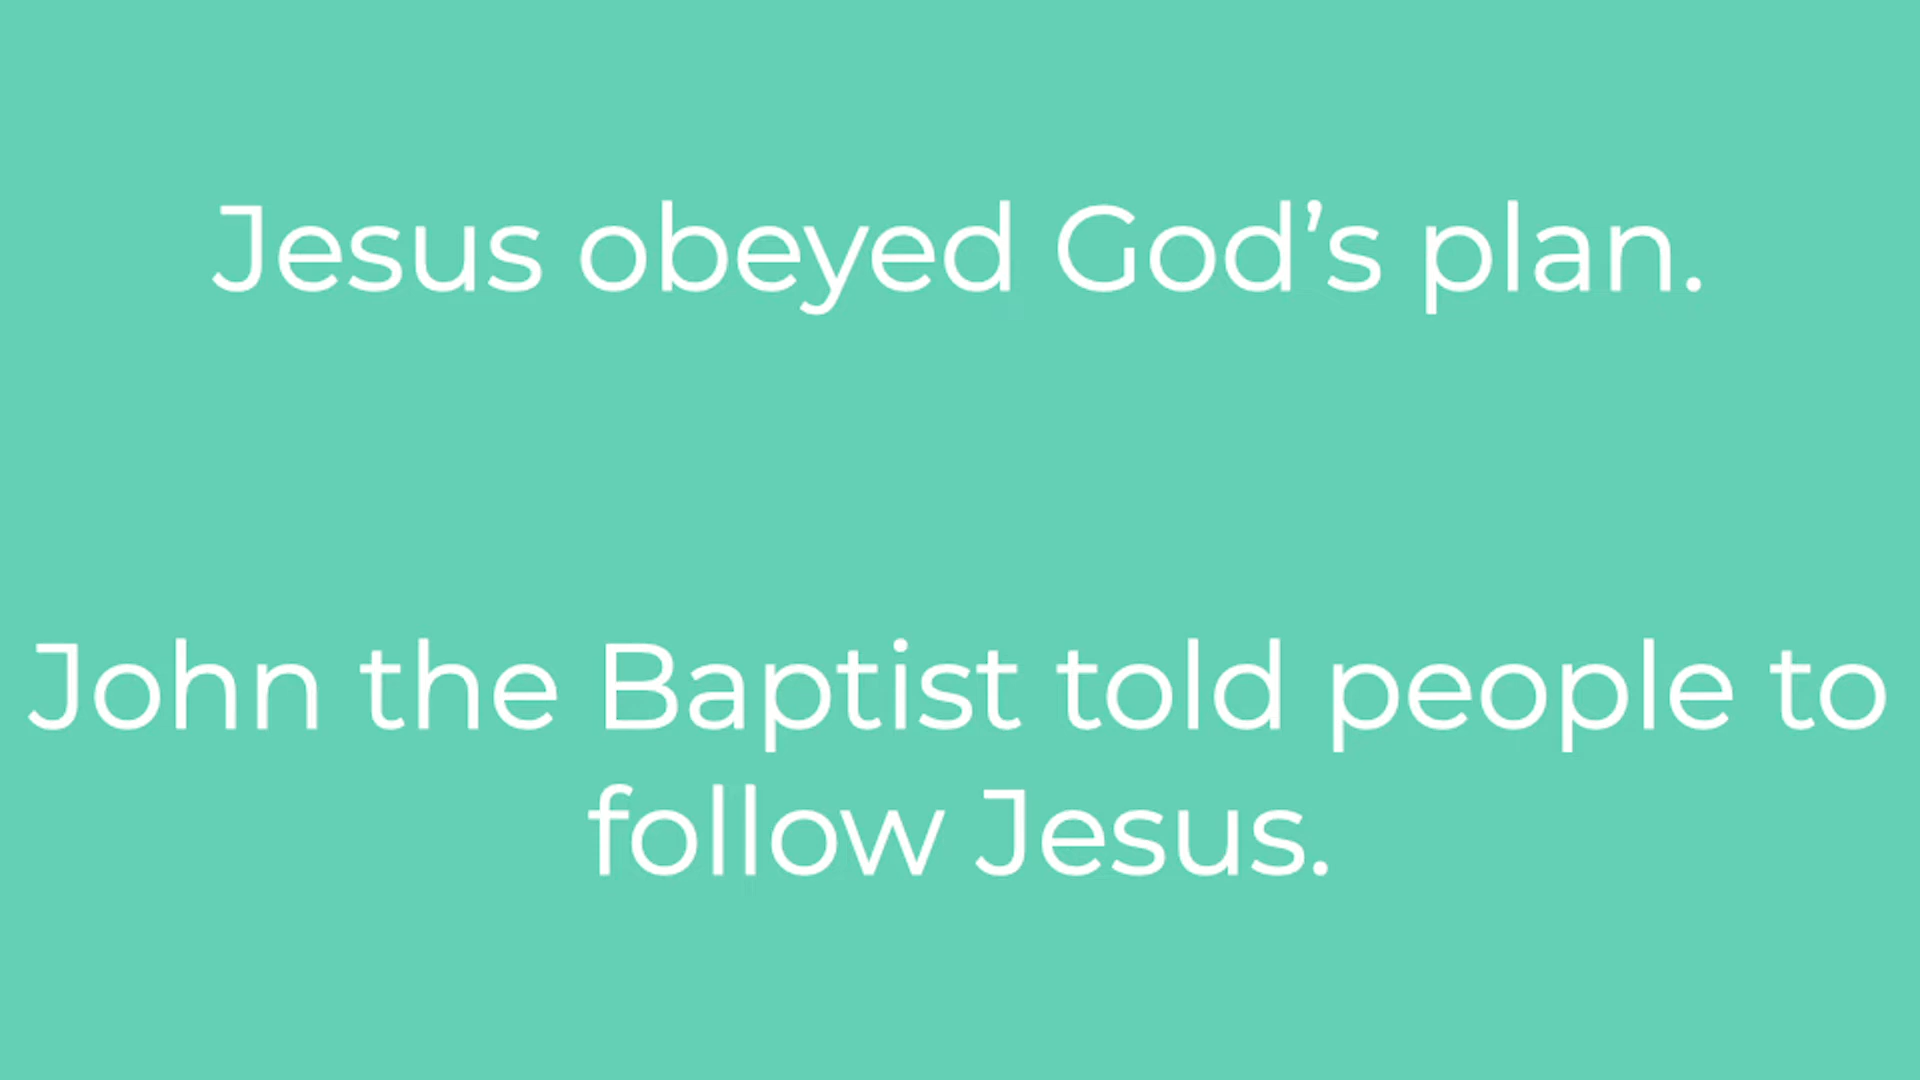 Jesus obeyed God’s plan.
John the Baptist told people to
follow Jesus.